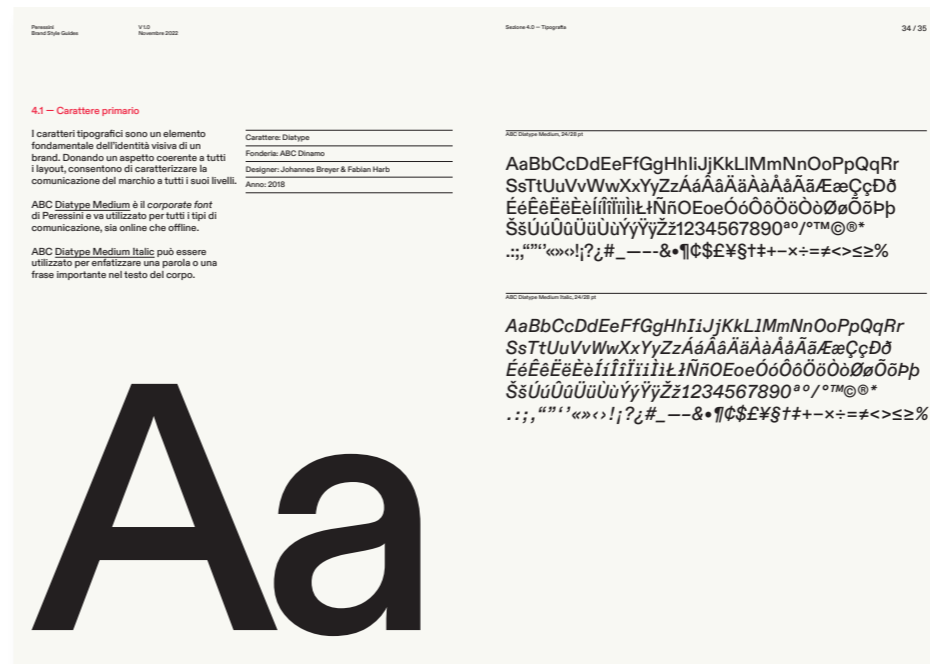 Peressini
Brand Style Guides
V 1.0
Novembre 2022
Sezione 4.0 — Tipografia
34 / 35
4.1 — Carattere primario
I caratteri tipografici sono un elemento
fondamentale dell'identità visiva di un
brand. Donando un aspetto coerente a tutti
i layout, consentono di caratterizzare la
comunicazione del marchio a tutti i suoi livelli.
ABC Diatype Medium è il corporate font
di Peressini e va utilizzato per tutti i tipi di
comunicazione, sia online che offline.
ABC Diatype Medium Italic può essere
utilizzato per enfatizzare una parola o una
frase importante nel testo del corpo.
Carattere: Diatype
Fonderia: ABC Dinamo
Designer: Johannes Breyer & Fabian Harb
Anno: 2018
Aa
ABC Diatype Medium, 24/28 pt
AaBbCcDdEeFfGgHhIiJjKkLlMmNnOoPpQqRr
SsTtUuVvWwXxYyZzÁáÂâÄäÀàÅåÃãÆæÇçÐð
ÉéÊêËëÈèÍíÎîÏïìÌìŁłÑñOEoeÓóÔôÖöÒòØøÕõÞþ
ŠšÚúÛûÜüÙùÝýŸÿŽž1234567890ªº/°™©®*
.:;,“”‘’«»‹›!¡?¿#_—–-&•¶¢$£¥§†‡+−×÷=≠<>≤≥%
ABC Diatype Medium Italic, 24/28 pt
AaBbCcDdEeFfGgHhIiJjKkLlMmNnOoPpQqRr
SsTtUuVvWwXxYyZzÁáÂâÄäÀàÅåÃãÆæÇçÐð
ÉéÊêËëÈèÍíÎîÏïìÌìŁłÑñOEoeÓóÔôÖöÒòØøÕõÞþ
ŠšÚúÛûÜüÙùÝýŸÿŽž1234567890ªº/°™©®*
.:;,“”‘’«»‹›!¡?¿#_—–&•¶¢$£¥§†‡+−×÷=≠<>≤≥%